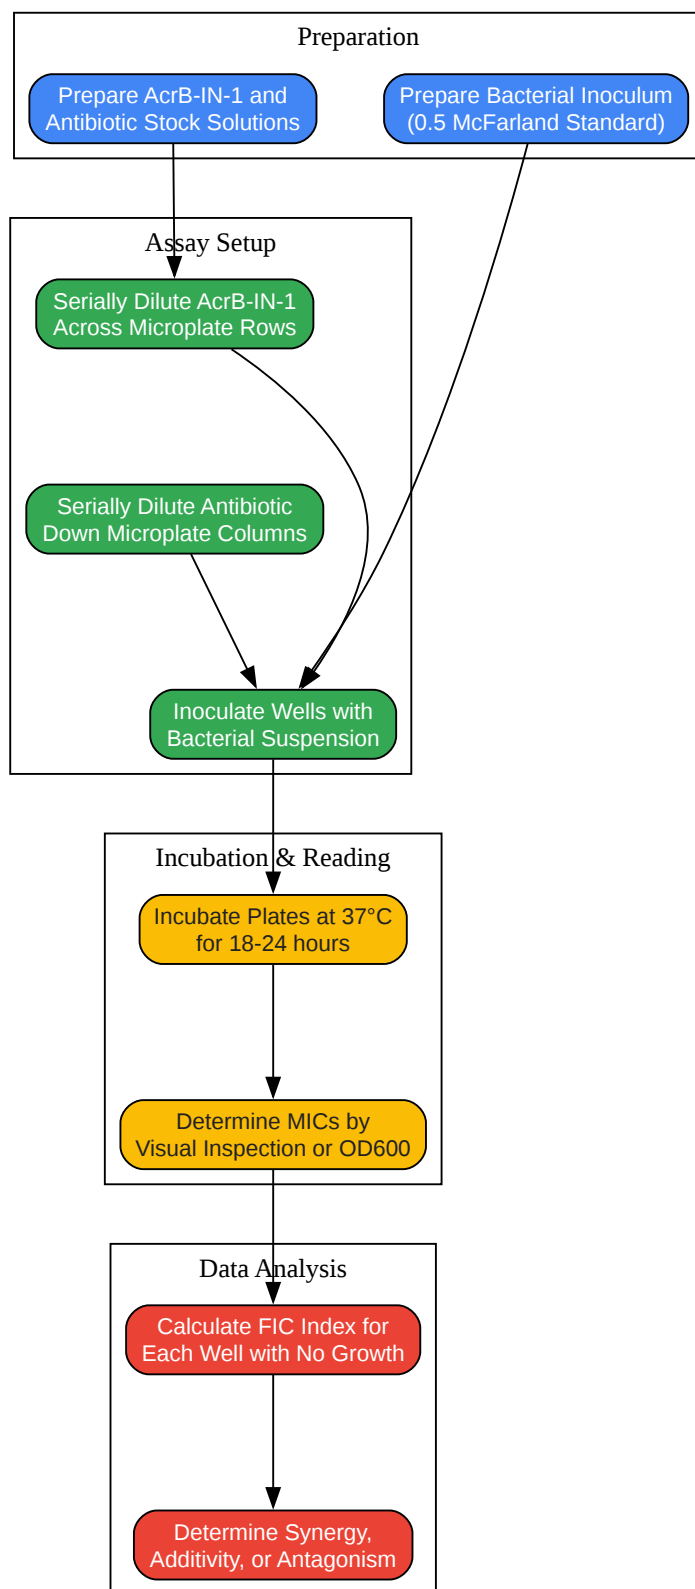 Preparation
Prepare AcrB-IN-1 and
Antibiotic Stock Solutions
Prepare Bacterial Inoculum
(0.5 McFarland Standard)
Assay Setup
Serially Dilute AcrB-IN-1
Across Microplate Rows
Serially Dilute Antibiotic
Down Microplate Columns
Inoculate Wells with
Bacterial Suspension
Incubation & Reading
Incubate Plates at 37°C
for 18-24 hours
Determine MICs by
Visual Inspection or OD600
Data Analysis
Calculate FIC Index for
Each Well with No Growth
Determine Synergy,
Additivity, or Antagonism